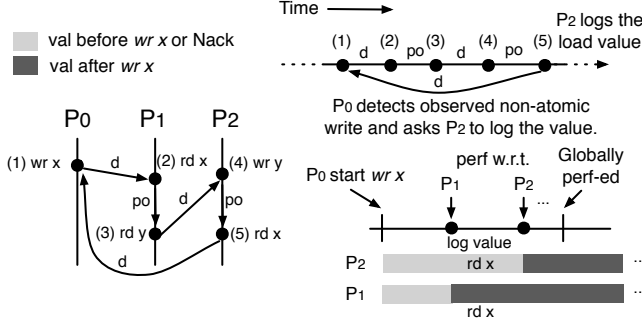 Time
P2 logs the
load value
val before wr x or Nack
val after wr x
(1) (2) (3) (4) (5)
d po d po
d
P0 detects observed non-atomic
write and asks P2 to log the value.
P0 P1 P2
(1) wr x
d
(2) rd x
(4) wr y
po
d
po
(3) rd y
(5) rd x
d
perf w.r.t.
Globally
perf-ed
P0 start wr x
P1
P2
...
log value
P2
rd x
...
P1
...
rd x